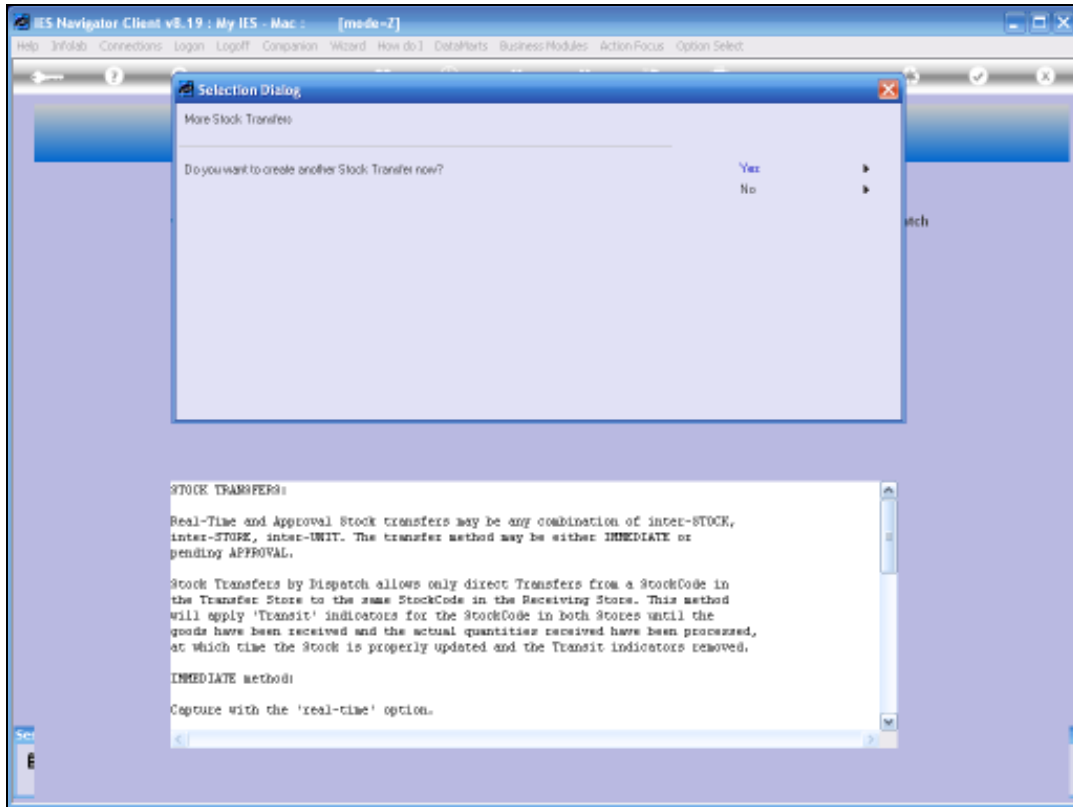 IES Navigator Client v8.19 : My IES - Mac : [mode=Z]
Help Infolab Connections Logon Logoff Companion Wizard How do I DataMarts Business Modules Action Focus Option Select
Selection Dialog
More Stock Transfers
Do you want to create another Stock Transfer now?
Yes
No
atch
STOCK TRANSFERS:
Real-Time and Approval Stock transfers may be any combination of inter-STOCK,
inter-STORE, inter-UNIT. The transfer method may be either IMMEDIATE or
pending APPROVAL.
Stock Transfers by Dispatch allows only direct Transfers from a StockCode in
the Transfer Store to the same StockCode in the Receiving Store. This method
will apply 'Transit' indicators for the StockCode in both Stores until the
goods have been received and the actual quantities received have been processed,
at which time the Stock is properly updated and the Transit indicators removed.
IMMEDIATE method:
Capture with the 'real-time' option.
Se